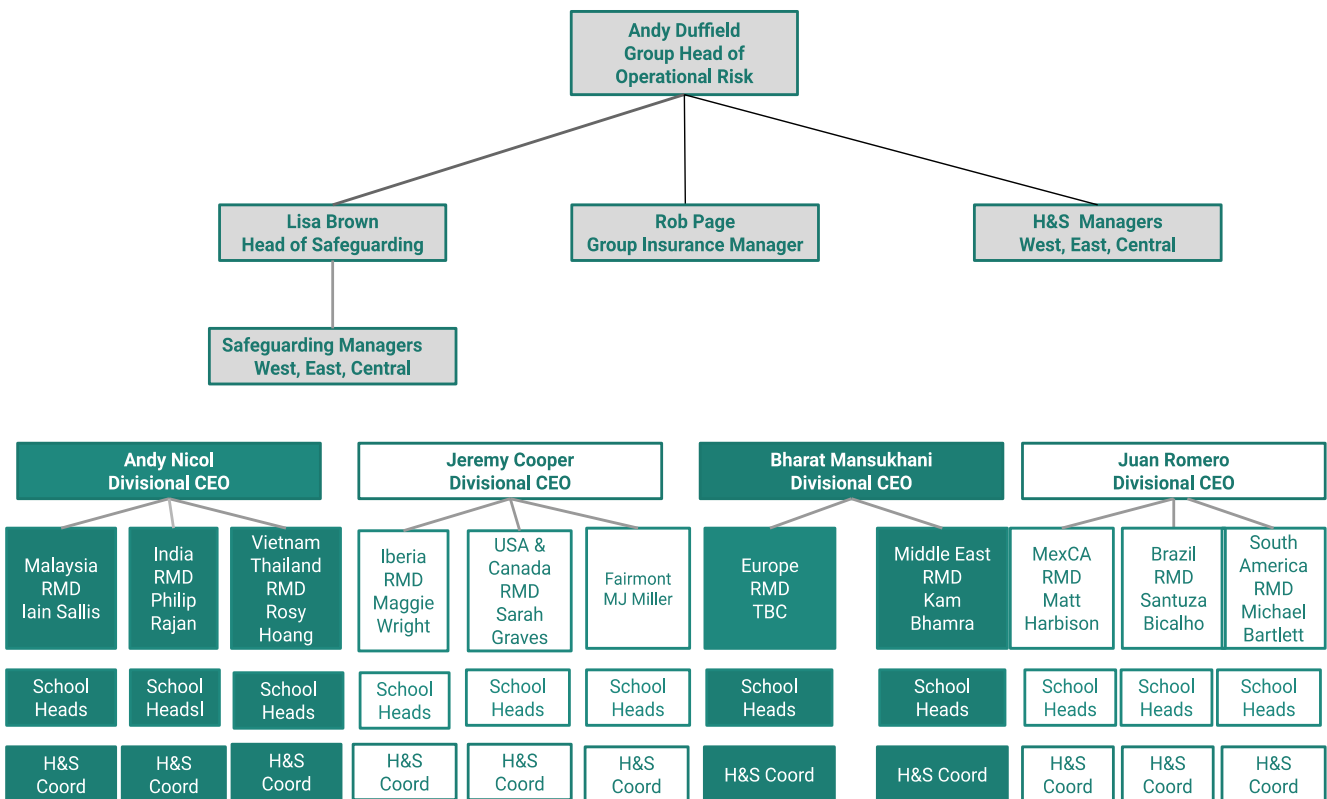 Andy Duffield
Group Head of
Operational Risk
Lisa Brown
Head of Safeguarding
Rob Page
Group Insurance Manager
H&S Managers
West, East, Central
Safeguarding Managers
West, East, Central
Andy Nicol
Divisional CEO
Jeremy Cooper
Divisional CEO
Bharat Mansukhani
Divisional CEO
Juan Romero
Divisional CEO
Malaysia
RMD
Iain Sallis
India
RMD
Philip
Rajan
Vietnam
Thailand
RMD
Rosy
Hoang
Iberia
RMD
Maggie
Wright
USA &
Canada
RMD
Sarah
Graves
Fairmont
MJ Miller
Europe
RMD
TBC
Middle East
RMD
Kam
Bhamra
MexCA
RMD
Matt
Harbison
Brazil
RMD
Santuza
Bicalho
South
America
RMD
Michael
Bartlett
School
Heads
School
Headsl
School
Heads
School
Heads
School
Heads
School
Heads
School
Heads
School
Heads
School
Heads
School
Heads
School
Heads
H&S
Coord
H&S
Coord
H&S
Coord
H&S
Coord
H&S
Coord
H&S
Coord
H&S Coord
H&S Coord
H&S
Coord
H&S
Coord
H&S
Coord